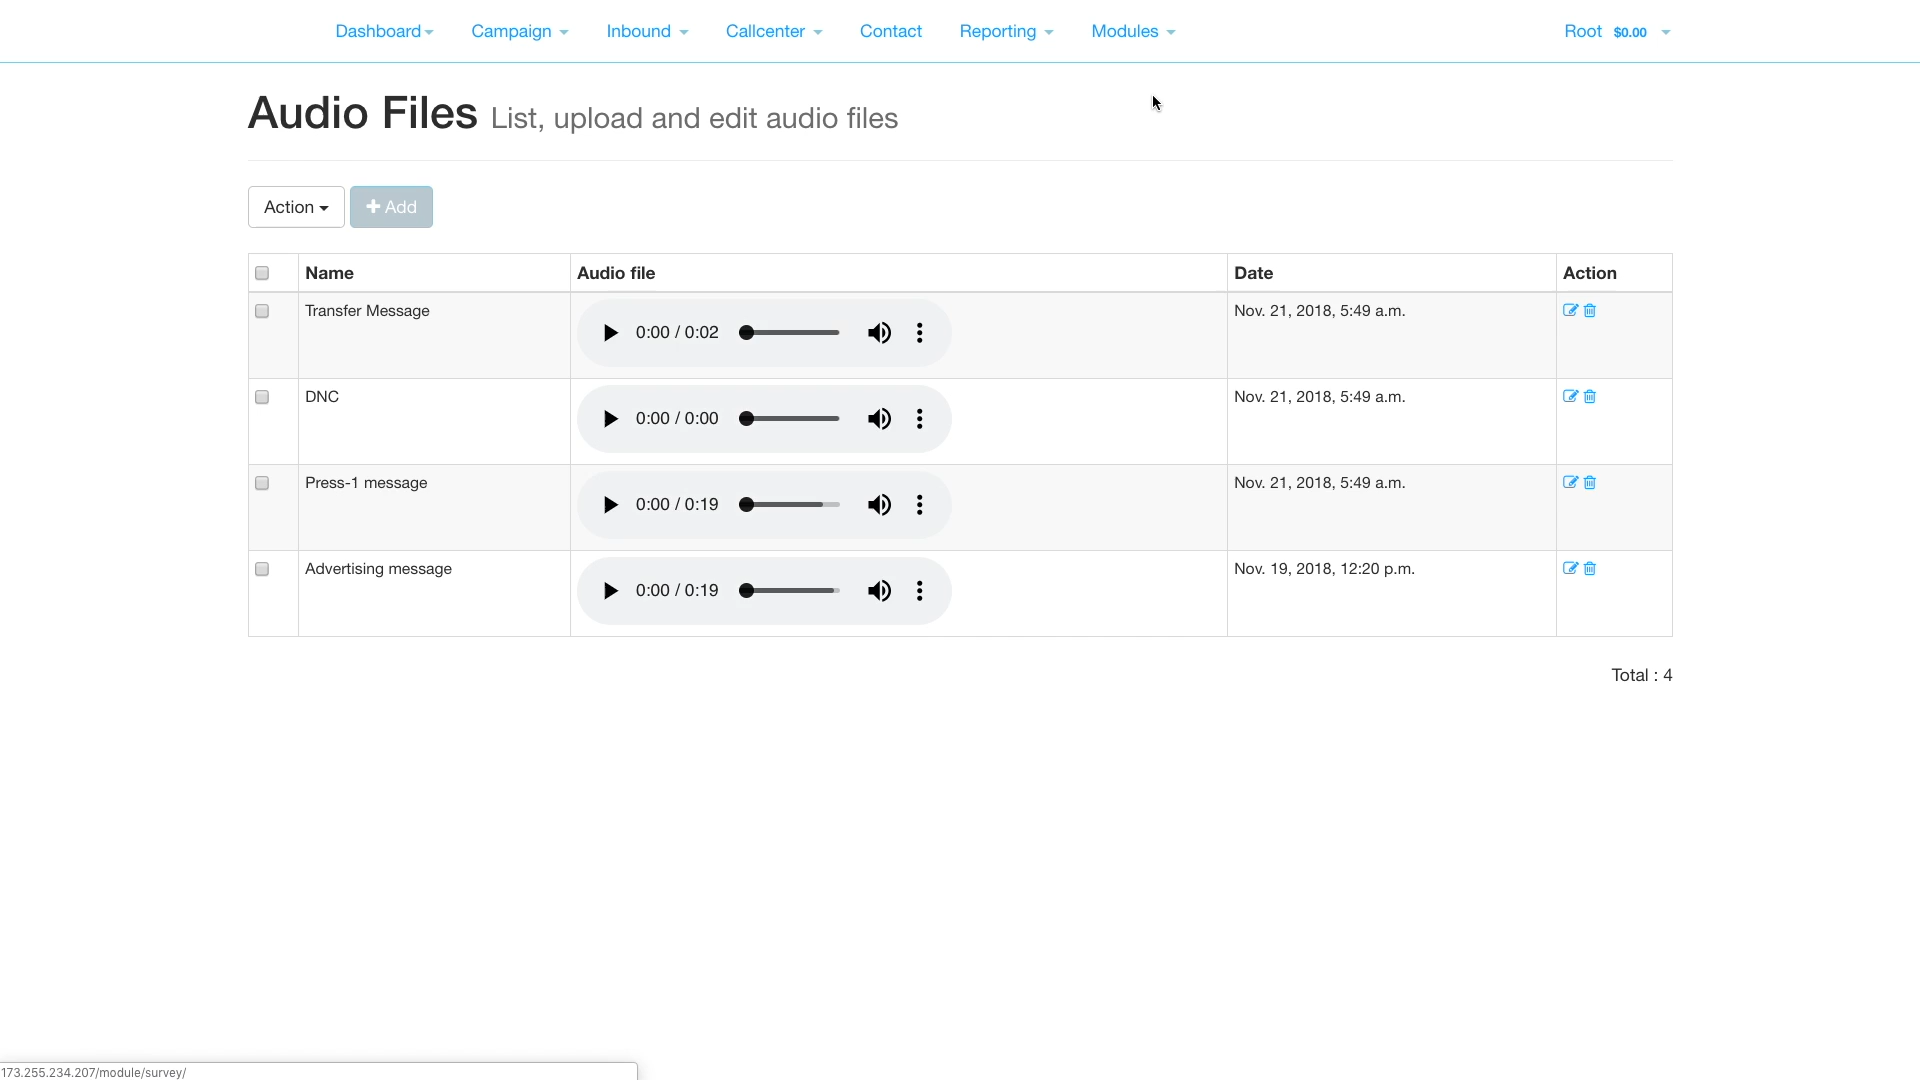 Dashboard Campaign Inbound Callcenter Contact Reporting Modules Root $0.00
Audio Files List, upload and edit audio files
Action + Add
Name Audio file Date Action
Transfer Message 0:00 / 0:02 Nov. 21, 2018, 5:49 a.m.
DNC 0:00 / 0:00 Nov. 21, 2018, 5:49 a.m.
Press-1 message 0:00 / 0:19 Nov. 21, 2018, 5:49 a.m.
Advertising message 0:00 / 0:19 Nov. 19, 2018, 12:20 p.m.
Total : 4
173.255.234.207/module/survey/